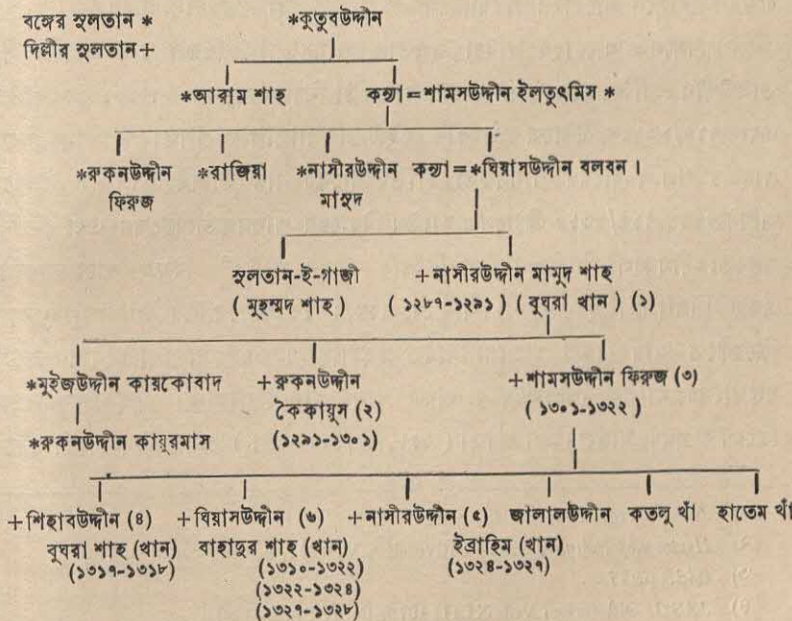 বঙ্গের সুলতান * *কুতুবউদ্দীন
দিল্লীর সুলতান+
*আরাম শাহ কন্যা=শামসউদ্দীন ইলতুৎমিস *
*রুকনউদ্দীন *রাজিয়া *নাসীরউদ্দীন কন্যা=*ঘিয়াসউদ্দীন বলবন।
ফিরুজ মাসুদ
সুলতান-ই-গাজী +নাসীরউদ্দীন মামুদ শাহ
(মুহম্মদ শাহ) (১২৮৭-১২৯১) (বুঘরা খান) (১)
*মুইজউদ্দীন কায়কোবাদ +রুকনউদ্দীন +শামসউদ্দীন ফিরুজ (৩)
কৈকায়ুস (২) (১৩০১-১৩২২)
*রুকনউদ্দীন কায়ুরমাস (১২৯১-১৩০১)
+শিহাবউদ্দীন (৪) +ঘিয়াসউদ্দীন (৬) +নাসীরউদ্দীন (৫) জালালউদ্দীন কতলু খাঁ হাতেম খাঁ
বুঘরা শাহ (খান) বাহাদুর শাহ (খান) ইব্রাহিম (খান)
(১৩১৭-১৩১৮) (১৩১০-১৩২২) (১৩২৪-১৩২৭)
(১৩২২-১৩২৪)
(১৩২৭-১৩২৮)